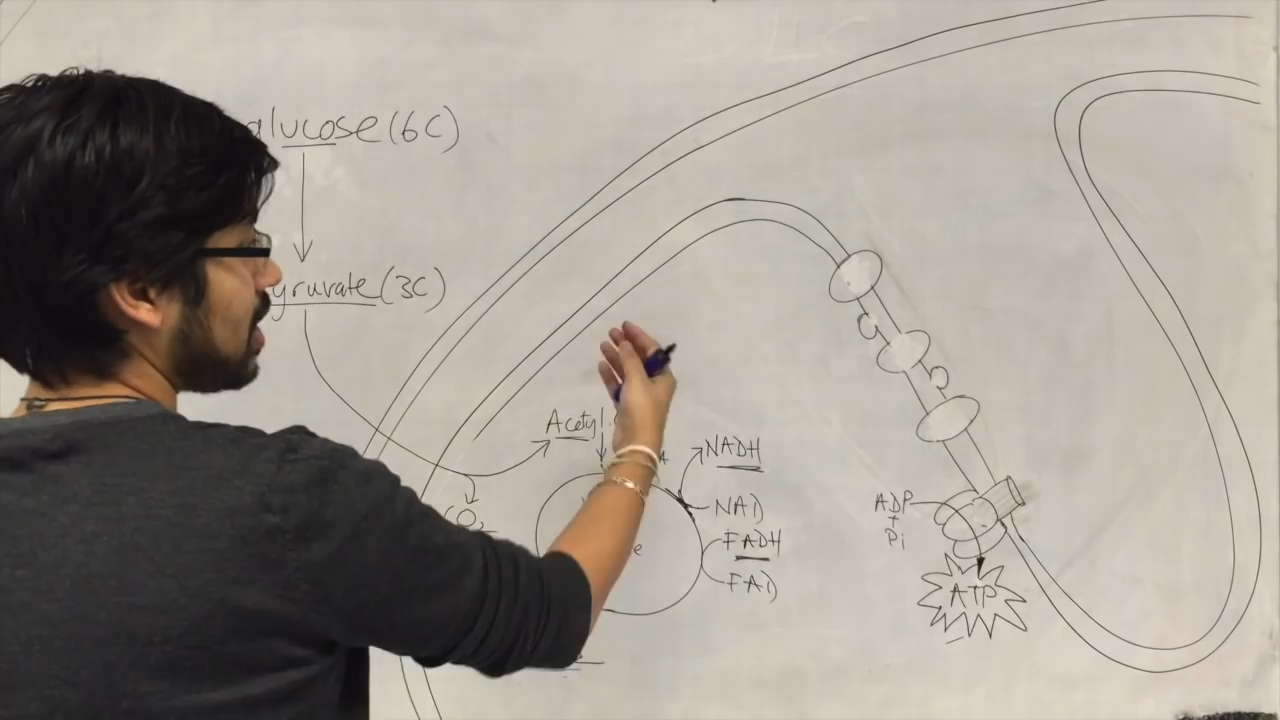 glucose (6C)
pyruvate (3C)
Acetyl
NADH
NAD
FADH
FAD
ADP
+
Pi
ATP